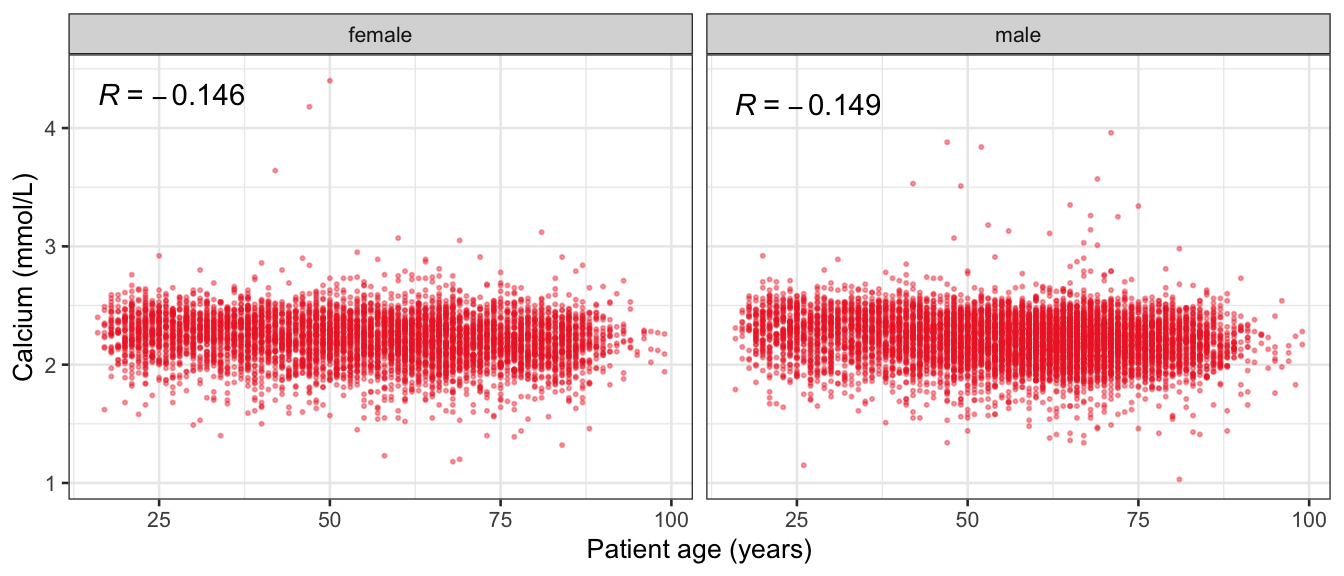 female
male
R = −0.146
R = −0.149
4
3
2
1
Calcium (mmol/L)
25 50 75 100
25 50 75 100
Patient age (years)